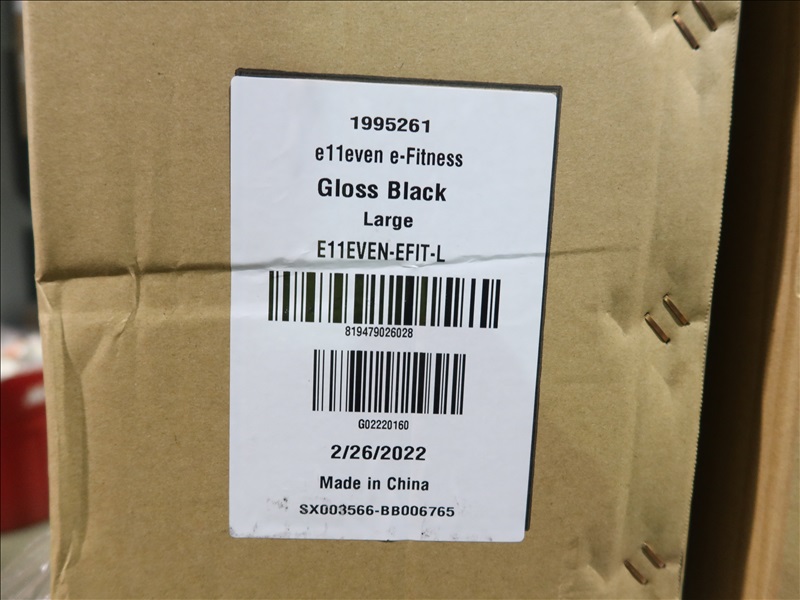 1995261
e11even e-Fitness
Gloss Black
Large
E11EVEN-EFIT-L
819479026028
G02220160
2/26/2022
Made in China
SX003566-BB006765